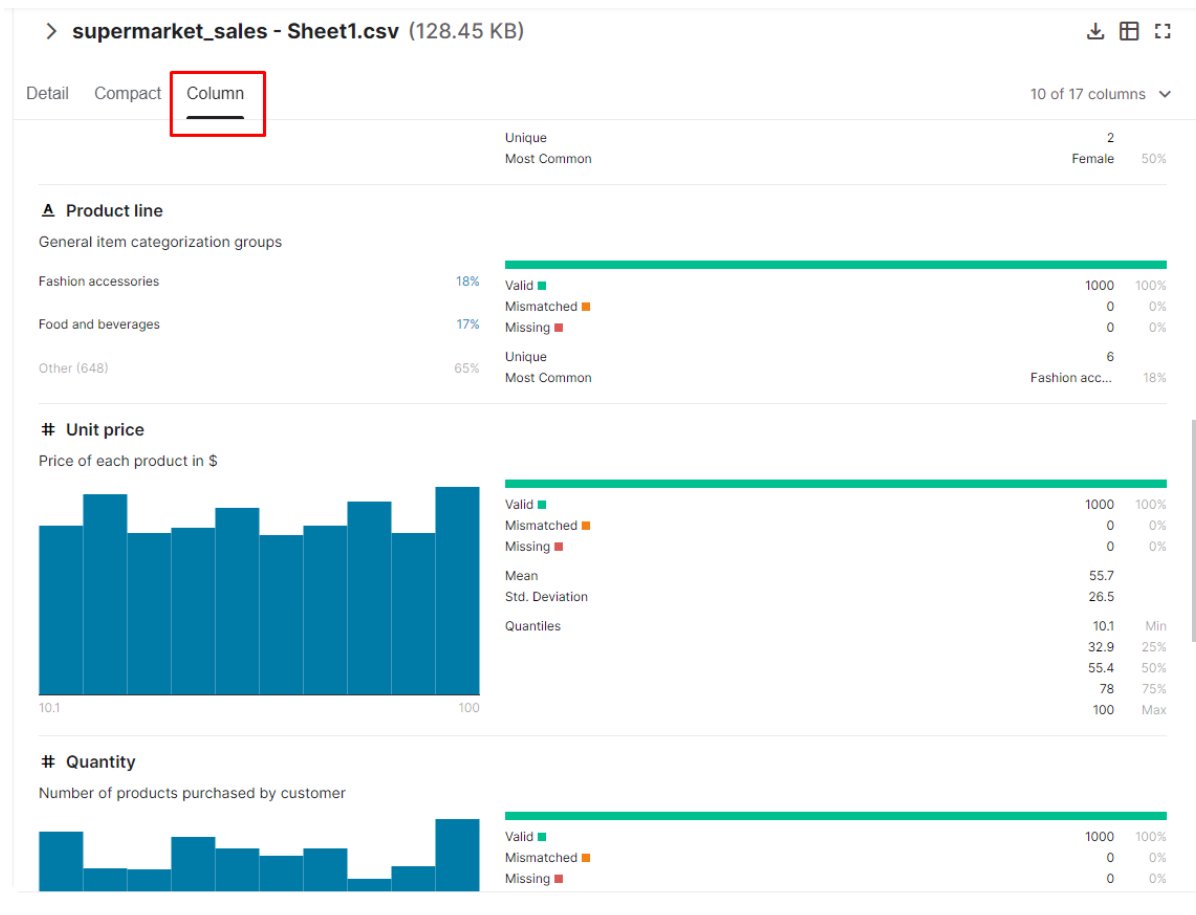 supermarket_sales - Sheet1.csv (128.45 KB)
Detail Compact Column 10 of 17 columns
Unique 2
Most Common Female 50%
A Product line
General item categorization groups
Fashion accessories 18%
Food and beverages 17%
Other (648) 65%
Valid 1000 100%
Mismatched 0 0%
Missing 0 0%
Unique 6
Most Common Fashion acc... 18%
# Unit price
Price of each product in $
10.1 100
Valid 1000 100%
Mismatched 0 0%
Missing 0 0%
Mean 55.7
Std. Deviation 26.5
Quantiles 10.1 Min
32.9 25%
55.4 50%
78 75%
100 Max
# Quantity
Number of products purchased by customer
Valid 1000 100%
Mismatched 0 0%
Missing 0 0%